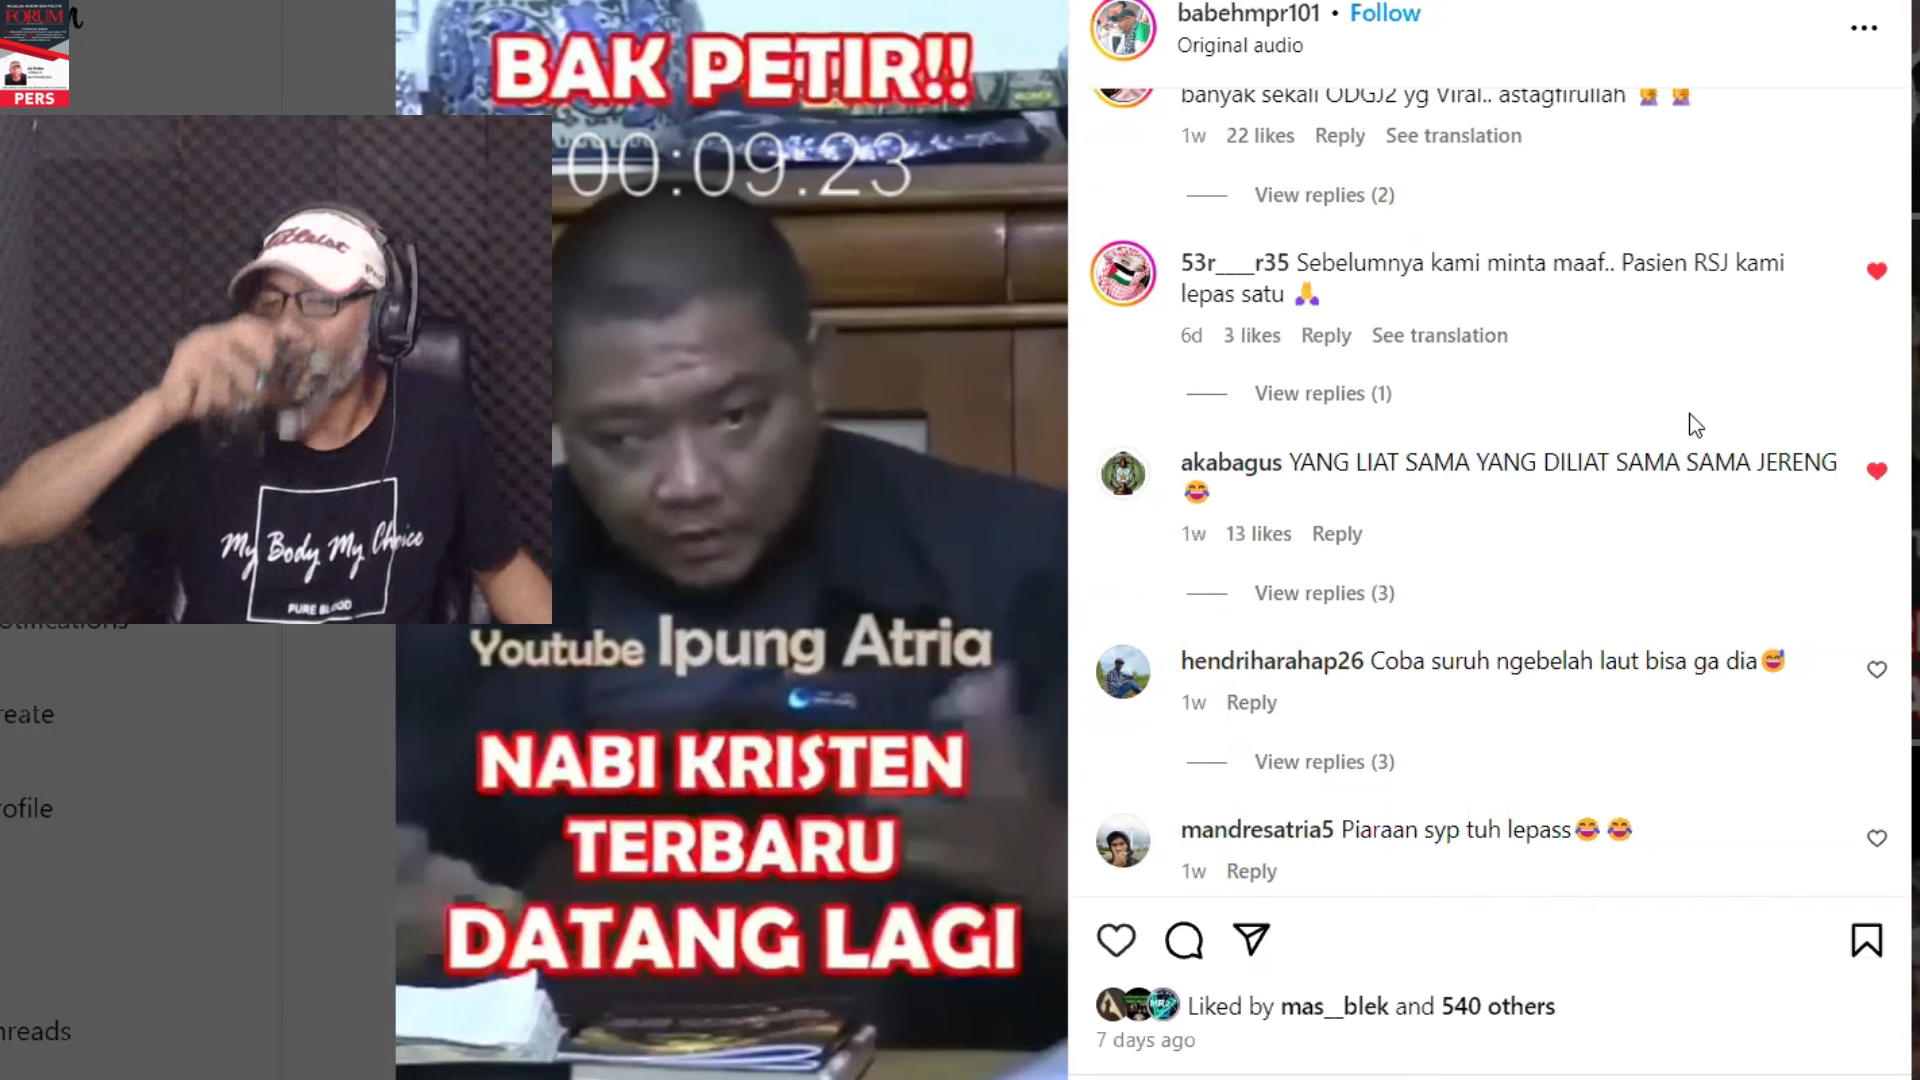 FORUM
PERS
BAK PETIR!!
00:09.23
My Body My Choice
PURE BLOOD
Youtube Ipung Atria
NABI KRISTEN
TERBARU
DATANG LAGI
reate
ofile
hreads
babehmpr101 • Follow
Original audio
banyak sekali ODGJ2 yg Viral.. astagfirullah 🤦 🤦
1w 22 likes Reply See translation
View replies (2)
53r____r35 Sebelumnya kami minta maaf.. Pasien RSJ kami
lepas satu 🙏
6d 3 likes Reply See translation
View replies (1)
akabagus YANG LIAT SAMA YANG DILIAT SAMA SAMA JERENG
😂
1w 13 likes Reply
View replies (3)
hendriharahap26 Coba suruh ngebelah laut bisa ga dia😅
1w Reply
View replies (3)
mandresatria5 Piaraan syp tuh lepass😂😂
1w Reply
Liked by mas__blek and 540 others
7 days ago